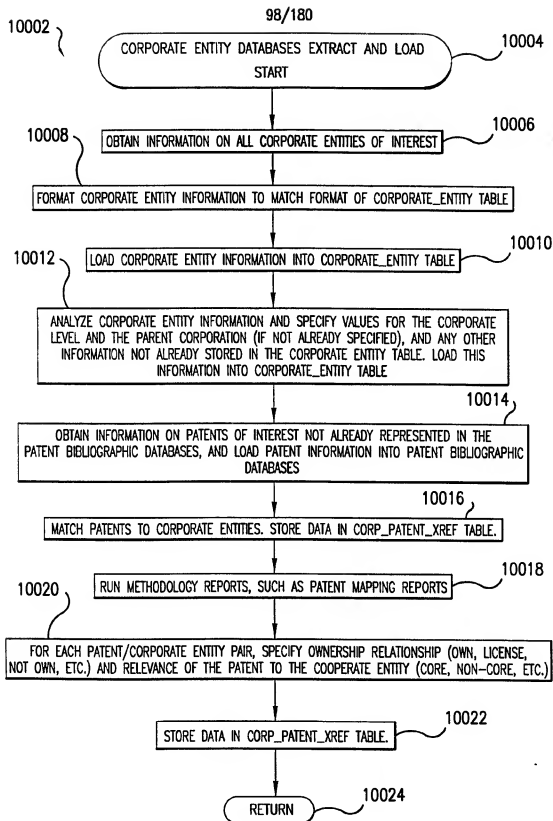 98/180
10002
CORPORATE ENTITY DATABASES EXTRACT AND LOAD
START
10004
10006
OBTAIN INFORMATION ON ALL CORPORATE ENTITIES OF INTEREST
10008
FORMAT CORPORATE ENTITY INFORMATION TO MATCH FORMAT OF CORPORATE_ENTITY TABLE
10010
LOAD CORPORATE ENTITY INFORMATION INTO CORPORATE_ENTITY TABLE
10012
ANALYZE CORPORATE ENTITY INFORMATION AND SPECIFY VALUES FOR THE CORPORATE
LEVEL AND THE PARENT CORPORATION (IF NOT ALREADY SPECIFIED), AND ANY OTHER
INFORMATION NOT ALREADY STORED IN THE CORPORATE ENTITY TABLE. LOAD THIS
INFORMATION INTO CORPORATE_ENTITY TABLE
10014
OBTAIN INFORMATION ON PATENTS OF INTEREST NOT ALREADY REPRESENTED IN THE
PATENT BIBLIOGRAPHIC DATABASES, AND LOAD PATENT INFORMATION INTO PATENT BIBLIOGRAPHIC
DATABASES
10016
MATCH PATENTS TO CORPORATE ENTITIES. STORE DATA IN CORP_PATENT_XREF TABLE.
10018
RUN METHODOLOGY REPORTS, SUCH AS PATENT MAPPING REPORTS
10020
FOR EACH PATENT/CORPORATE ENTITY PAIR, SPECIFY OWNERSHIP RELATIONSHIP (OWN, LICENSE,
NOT OWN, ETC.) AND RELEVANCE OF THE PATENT TO THE COOPERATE ENTITY (CORE, NON-CORE, ETC.)
10022
STORE DATA IN CORP_PATENT_XREF TABLE.
RETURN
10024